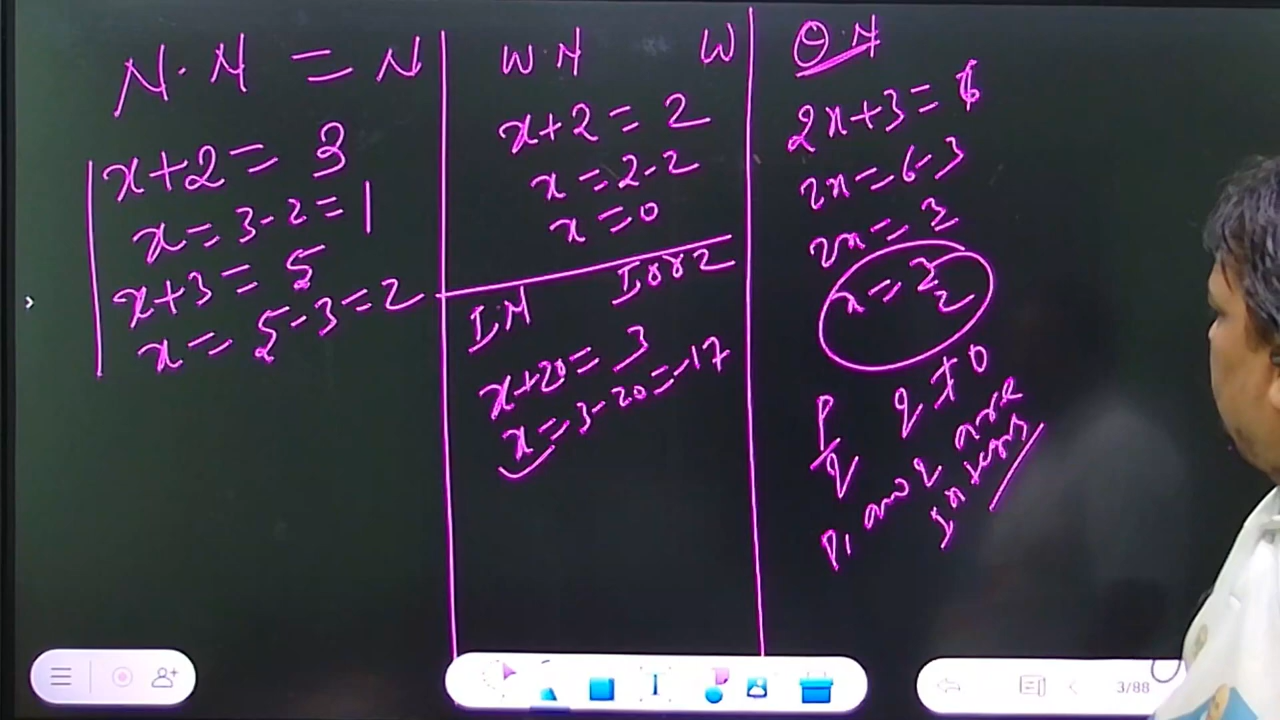 N.N = N
x+2 = 3
x = 3-2 = 1
x+3 = 5
x = 5-3 = 2
W.N W
x+2 = 2
x = 2-2
x = 0
I.N I or Z
x+20 = 3
x = 3-20 = -17
Q.N
2x+3 = 6
2x = 6-3
2x = 3
x = 3/2
p/q q ≠ 0
p, and q are
3/88